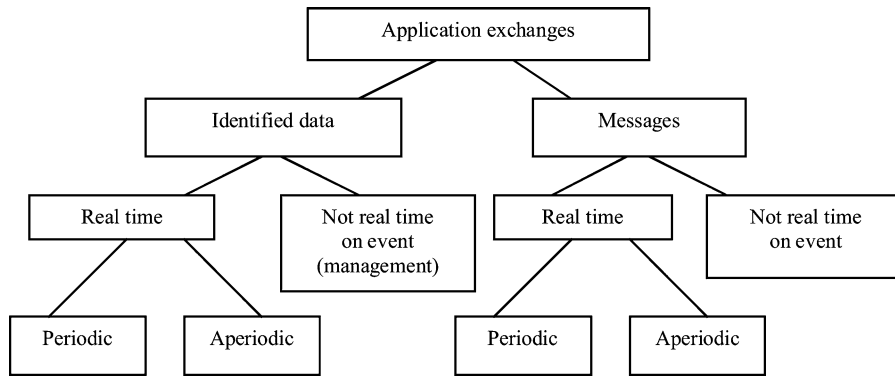 Application exchanges
Identified data
Messages
Real time
Not real time
on event
(management)
Real time
Not real time
on event
Periodic
Aperiodic
Periodic
Aperiodic